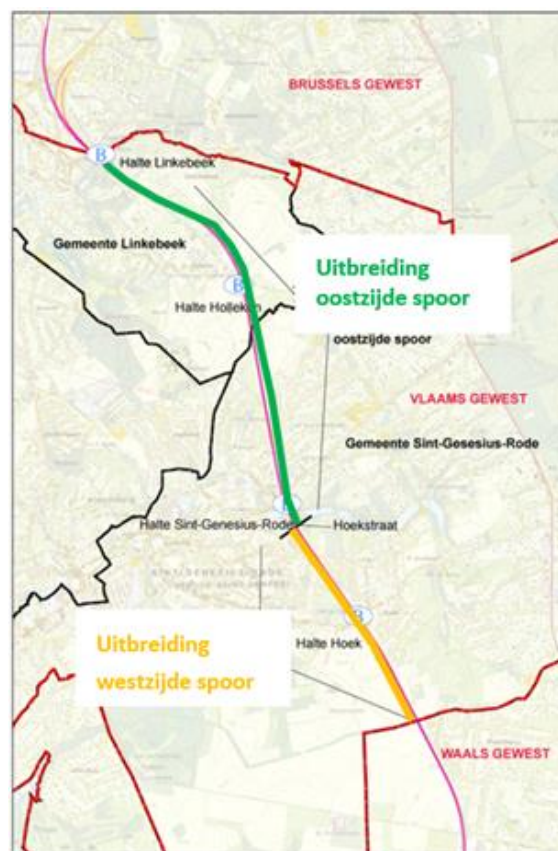 BRUSSELS GEWEST
B
Halte Linkebeek
Gemeente Linkebeek
Uitbreiding
oostzijde spoor
B
Halte Holleken
oostzijde spoor
VLAAMS GEWEST
Gemeente Sint-Gesesius-Rode
Halte Sint-Genesius-Rode
Hoekstraat
B
Halte Hoek
Uitbreiding
westzijde spoor
WAALS GEWEST